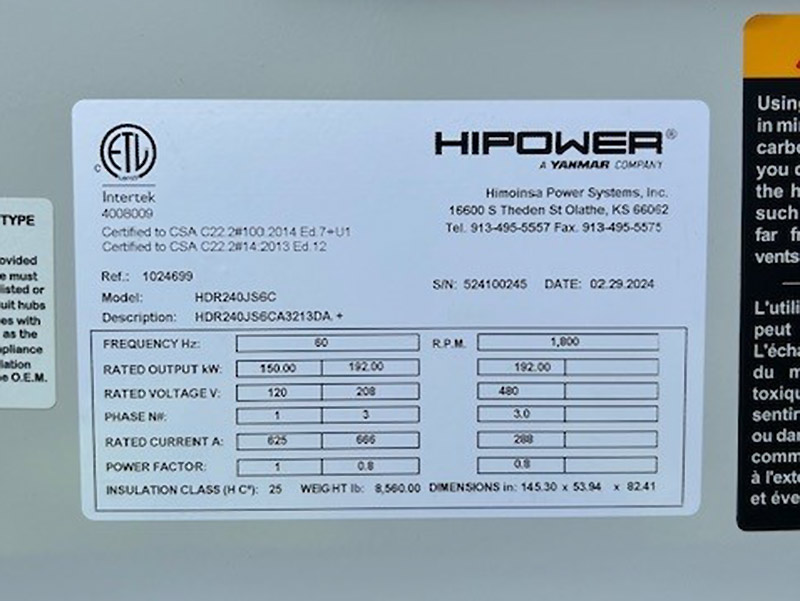 TYPE
ovided
e must
listed or
uit hubs
es with
as the
pliance
lation
e O.E.M.
c ETL
Intertek
4008009
Certified to CSA C22.2#100:2014 Ed.7+U1
Certified to CSA C22.2#14:2013 Ed.12
HIPOWER®
A YANMAR COMPANY
Himoinsa Power Systems, Inc.
16600 S Theden St Olathe, KS 66062
Tel. 913-495-5557 Fax. 913-495-5575
Ref.: 1024699
S/N: 524100245 DATE: 02.29.2024
Model: HDR240JS6C
Description: HDR240JS6CA3213DA.+
FREQUENCY Hz: 60 R.P.M. 1,800
RATED OUTPUT kW: 150.00 192.00 192.00
RATED VOLTAGE V: 120 208 480
PHASE N#: 1 3 3.0
RATED CURRENT A: 625 666 288
POWER FACTOR: 1 0.8 0.8
INSULATION CLASS (H Cº): 25 WEIGHT lb: 8,560.00 DIMENSIONS in: 145.30 x 53.94 x 82.41
Using
in min
carbo
you c
the h
such
far fr
vents
L'utili
peut
L'écha
du m
toxiqu
sentir
ou dar
comm
à l'exte
et éve